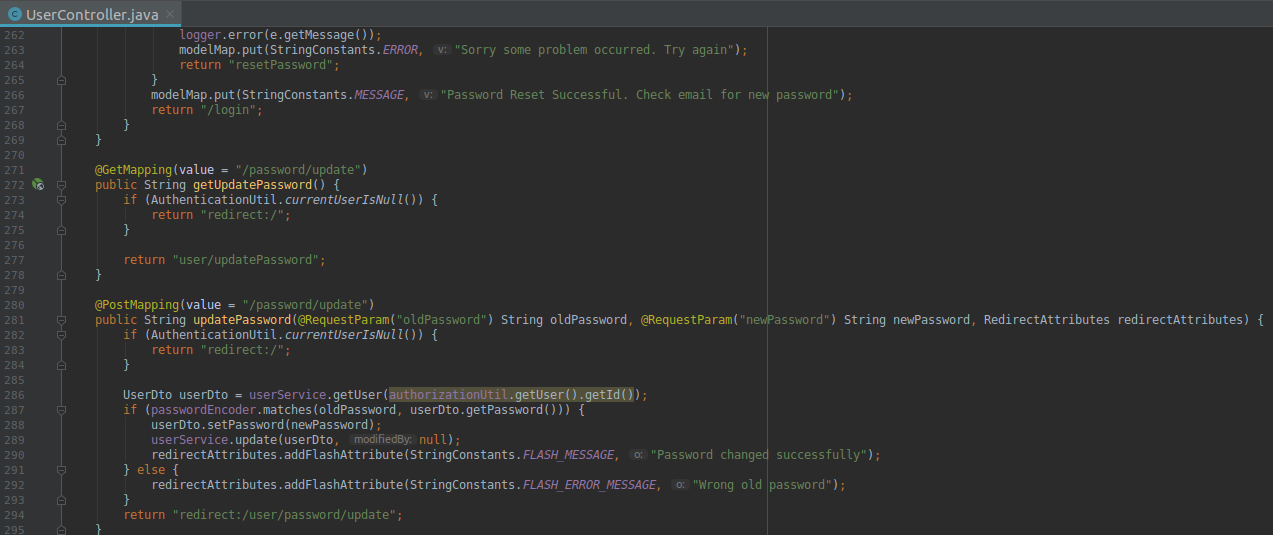 UserController.java ×
262 logger.error(e.getMessage());
263 modelMap.put(StringConstants.ERROR, v: "Sorry some problem occurred. Try again");
264 return "resetPassword";
265 }
266 modelMap.put(StringConstants.MESSAGE, v: "Password Reset Successful. Check email for new password");
267 return "/login";
268 }
269 }
270
271 @GetMapping(value = "/password/update")
272 public String getUpdatePassword() {
273 if (AuthenticationUtil.currentUserIsNull()) {
274 return "redirect:/";
275 }
276
277 return "user/updatePassword";
278 }
279
280 @PostMapping(value = "/password/update")
281 public String updatePassword(@RequestParam("oldPassword") String oldPassword, @RequestParam("newPassword") String newPassword, RedirectAttributes redirectAttributes) {
282 if (AuthenticationUtil.currentUserIsNull()) {
283 return "redirect:/";
284 }
285
286 UserDto userDto = userService.getUser(authorizationUtil.getUser().getId());
287 if (passwordEncoder.matches(oldPassword, userDto.getPassword())) {
288 userDto.setPassword(newPassword);
289 userService.update(userDto, modifiedBy: null);
290 redirectAttributes.addFlashAttribute(StringConstants.FLASH_MESSAGE, o: "Password changed successfully");
291 } else {
292 redirectAttributes.addFlashAttribute(StringConstants.FLASH_ERROR_MESSAGE, o: "Wrong old password");
293 }
294 return "redirect:/user/password/update";
295 }